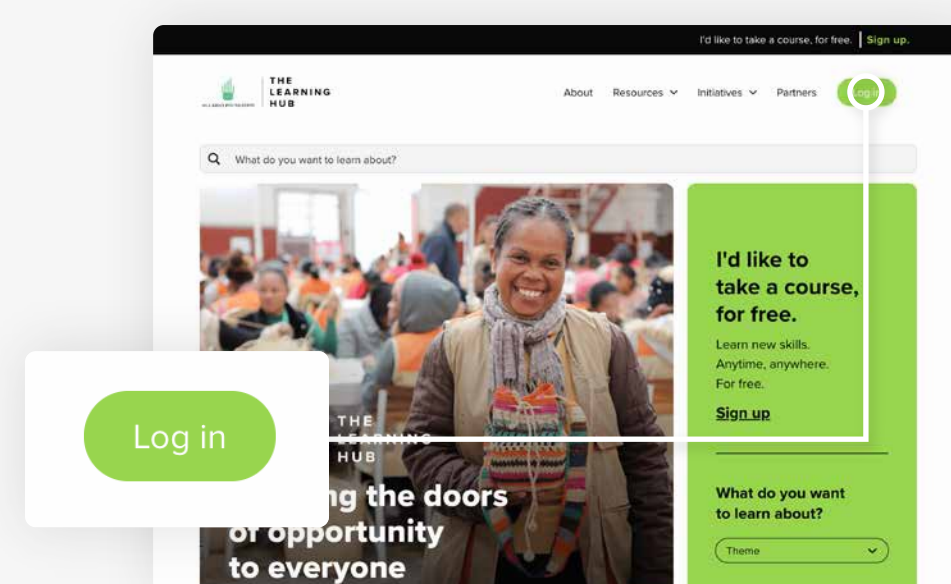 I'd like to take a course, for free. Sign up.
THE
LEARNING
HUB
About Resources Initiatives Partners Log in
What do you want to learn about?
I'd like to
take a course,
for free.
Learn new skills.
Anytime, anywhere.
For free.
Sign up
THE
LEARNING
HUB
Log in
the doors
of opportunity
to everyone
What do you want
to learn about?
Theme